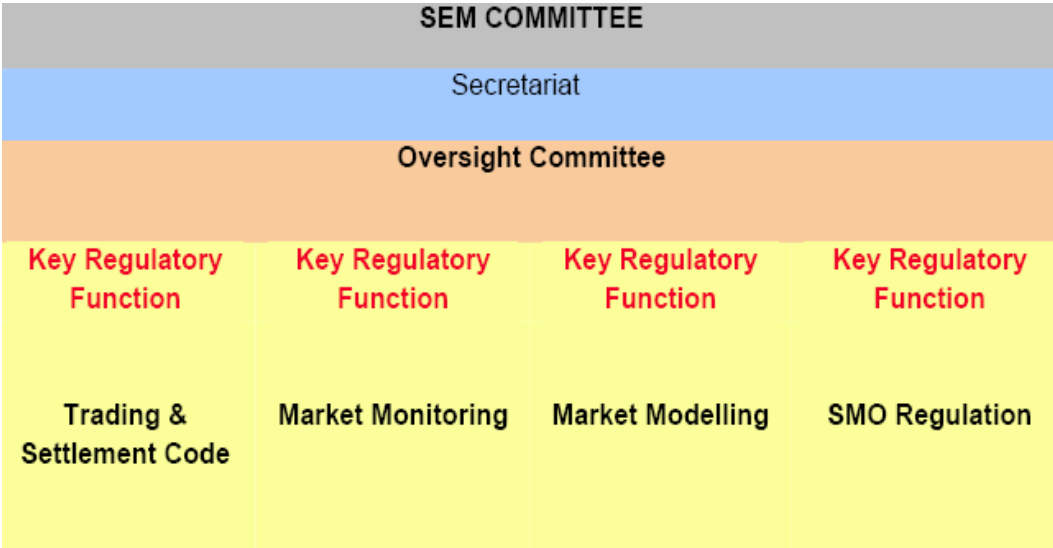 SEM COMMITTEE
Secretariat
Oversight Committee
Key Regulatory
Function
Key Regulatory
Function
Key Regulatory
Function
Key Regulatory
Function
Trading &
Settlement Code
Market Monitoring
Market Modelling
SMO Regulation